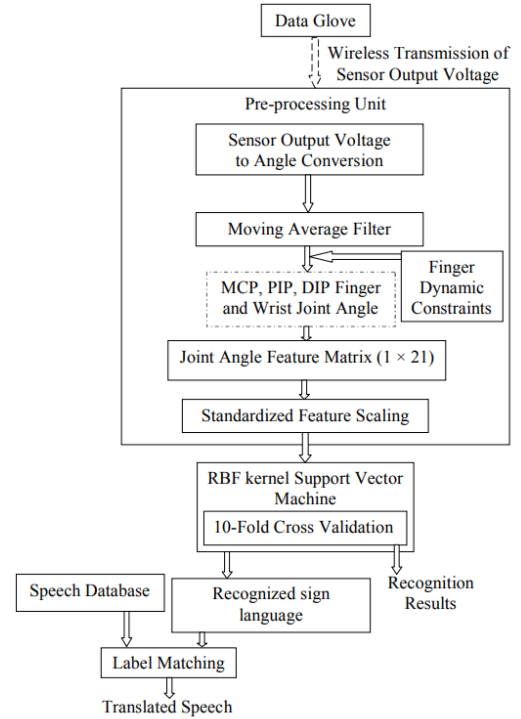 Data Glove
Wireless Transmission of
Sensor Output Voltage
Pre-processing Unit
Sensor Output Voltage
to Angle Conversion
Moving Average Filter
MCP, PIP, DIP Finger
and Wrist Joint Angle
Finger
Dynamic
Constraints
Joint Angle Feature Matrix (1 × 21)
Standardized Feature Scaling
RBF kernel Support Vector
Machine
10-Fold Cross Validation
Speech Database
Recognized sign
language
Recognition
Results
Label Matching
Translated Speech